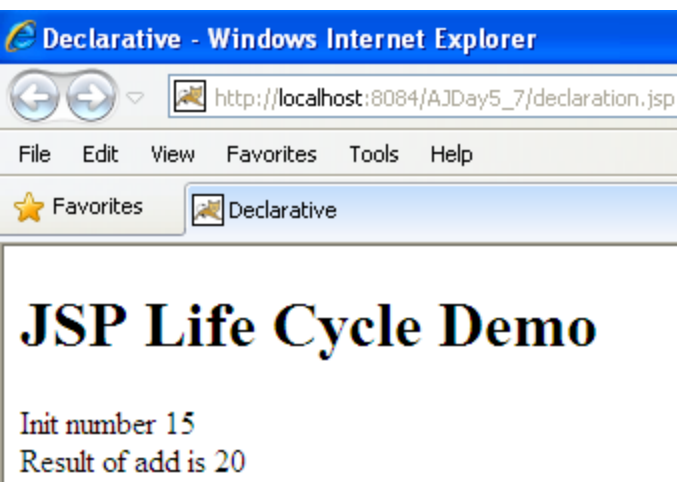 Declarative - Windows Internet Explorer
http://localhost:8084/AJDay5_7/declaration.jsp
File Edit View Favorites Tools Help
Favorites Declarative
JSP Life Cycle Demo
Init number 15
Result of add is 20